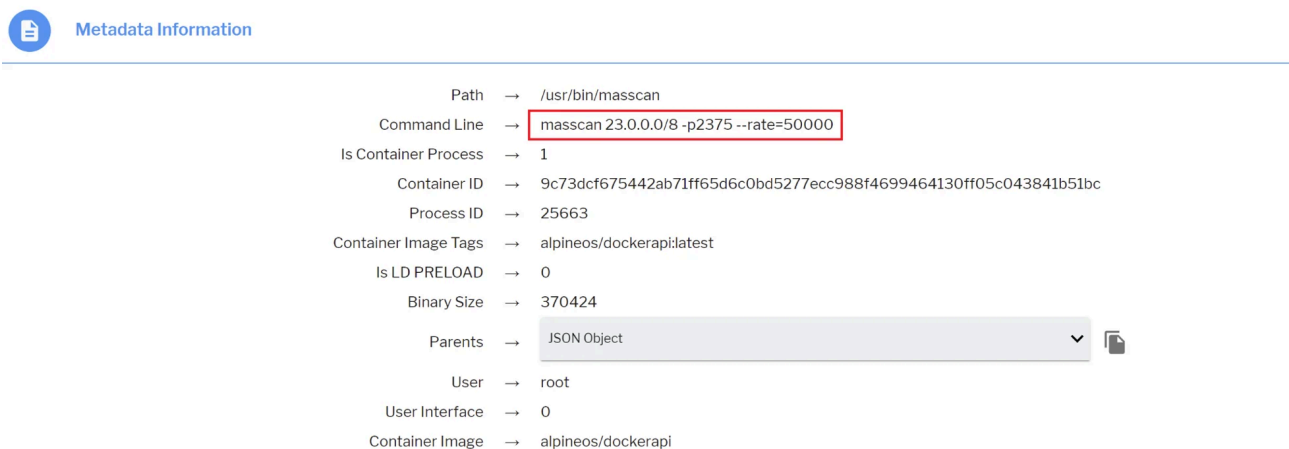 Metadata Information
Path → /usr/bin/masscan
Command Line → masscan 23.0.0.0/8 -p2375 --rate=50000
Is Container Process → 1
Container ID → 9c73dcf675442ab71ff65d6c0bd5277ecc988f4699464130ff05c043841b51bc
Process ID → 25663
Container Image Tags → alpineos/dockerapi:latest
Is LD PRELOAD → 0
Binary Size → 370424
Parents → JSON Object
User → root
User Interface → 0
Container Image → alpineos/dockerapi